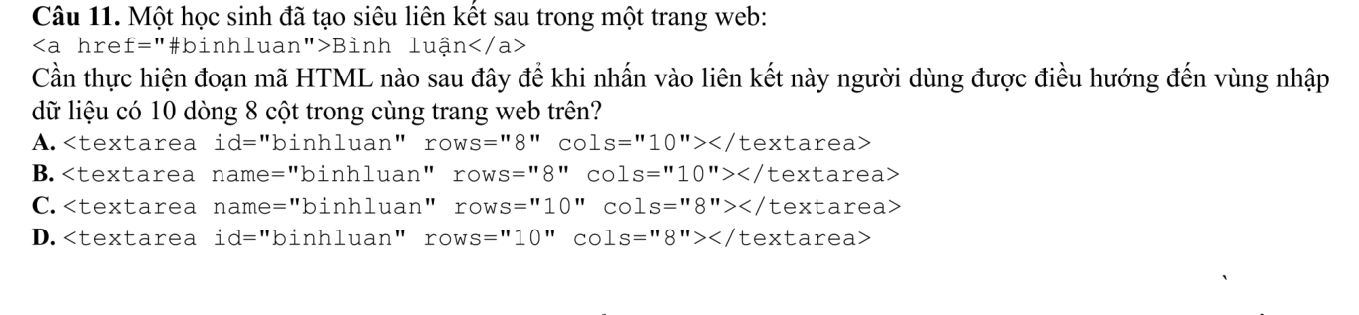 Câu 11. Một học sinh đã tạo siêu liên kết sau trong một trang web:
<a href="#binhluan">Bình luận</a>
Cần thực hiện đoạn mã HTML nào sau đây để khi nhấn vào liên kết này người dùng được điều hướng đến vùng nhập
dữ liệu có 10 dòng 8 cột trong cùng trang web trên?
A. <textarea id="binhluan" rows="8" cols="10"></textarea>
B. <textarea name="binhluan" rows="8" cols="10"></textarea>
C. <textarea name="binhluan" rows="10" cols="8"></textarea>
D. <textarea id="binhluan" rows="10" cols="8"></textarea>